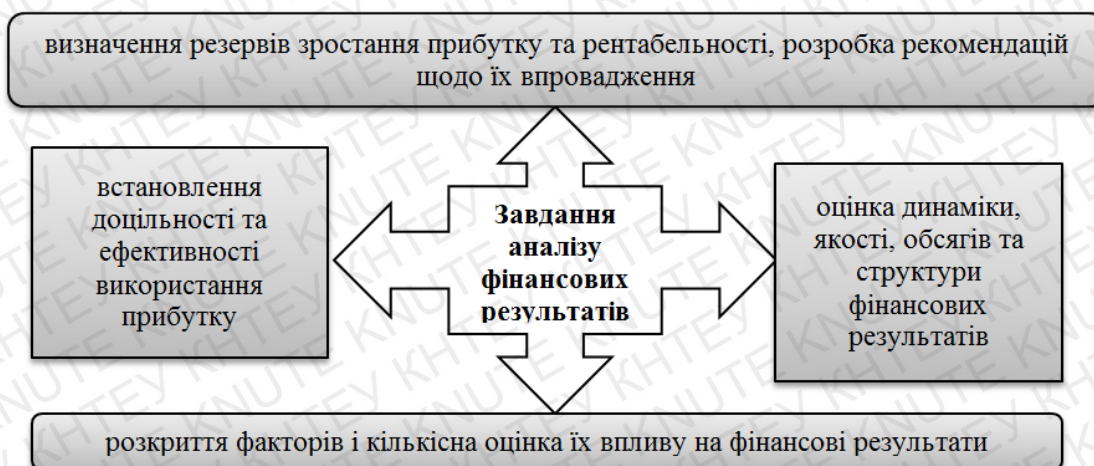 визначення резервів зростання прибутку та рентабельності, розробка рекомендацій
щодо їх впровадження
встановлення
доцільності та
ефективності
використання
прибутку
Завдання
аналізу
фінансових
результатів
оцінка динаміки,
якості, обсягів та
структури
фінансових
результатів
розкриття факторів і кількісна оцінка їх впливу на фінансові результати